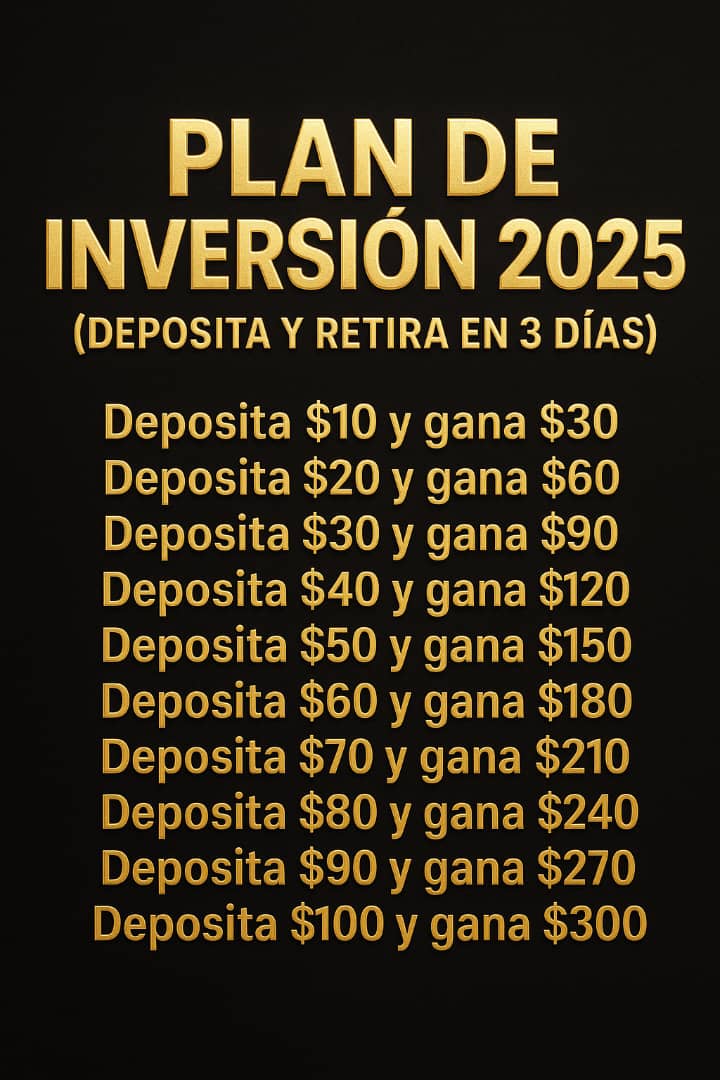 PLAN DE
INVERSIÓN 2025
(DEPOSITA Y RETIRA EN 3 DÍAS)
Deposita $10 y gana $30
Deposita $20 y gana $60
Deposita $30 y gana $90
Deposita $40 y gana $120
Deposita $50 y gana $150
Deposita $60 y gana $180
Deposita $70 y gana $210
Deposita $80 y gana $240
Deposita $90 y gana $270
Deposita $100 y gana $300